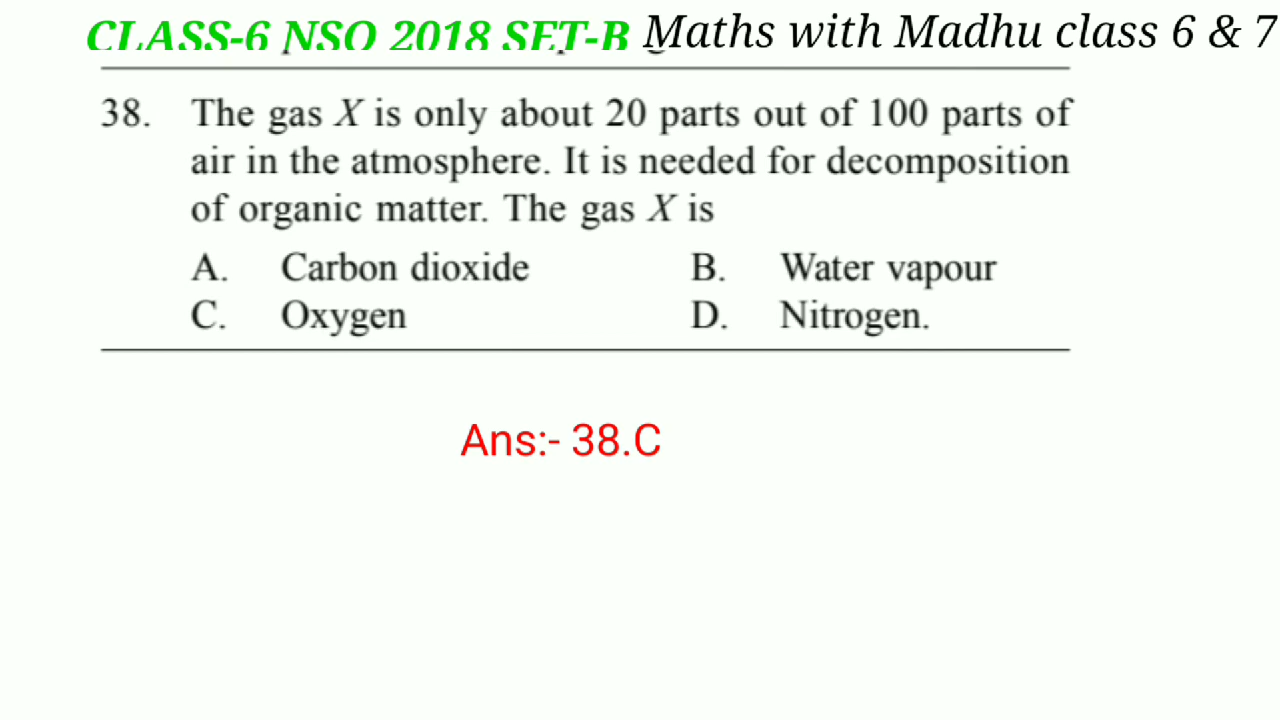 CLASS-6 NSO 2018 SET-B Maths with Madhu class 6 & 7
38. The gas X is only about 20 parts out of 100 parts of
air in the atmosphere. It is needed for decomposition
of organic matter. The gas X is
A. Carbon dioxide B. Water vapour
C. Oxygen D. Nitrogen.
Ans:- 38.C